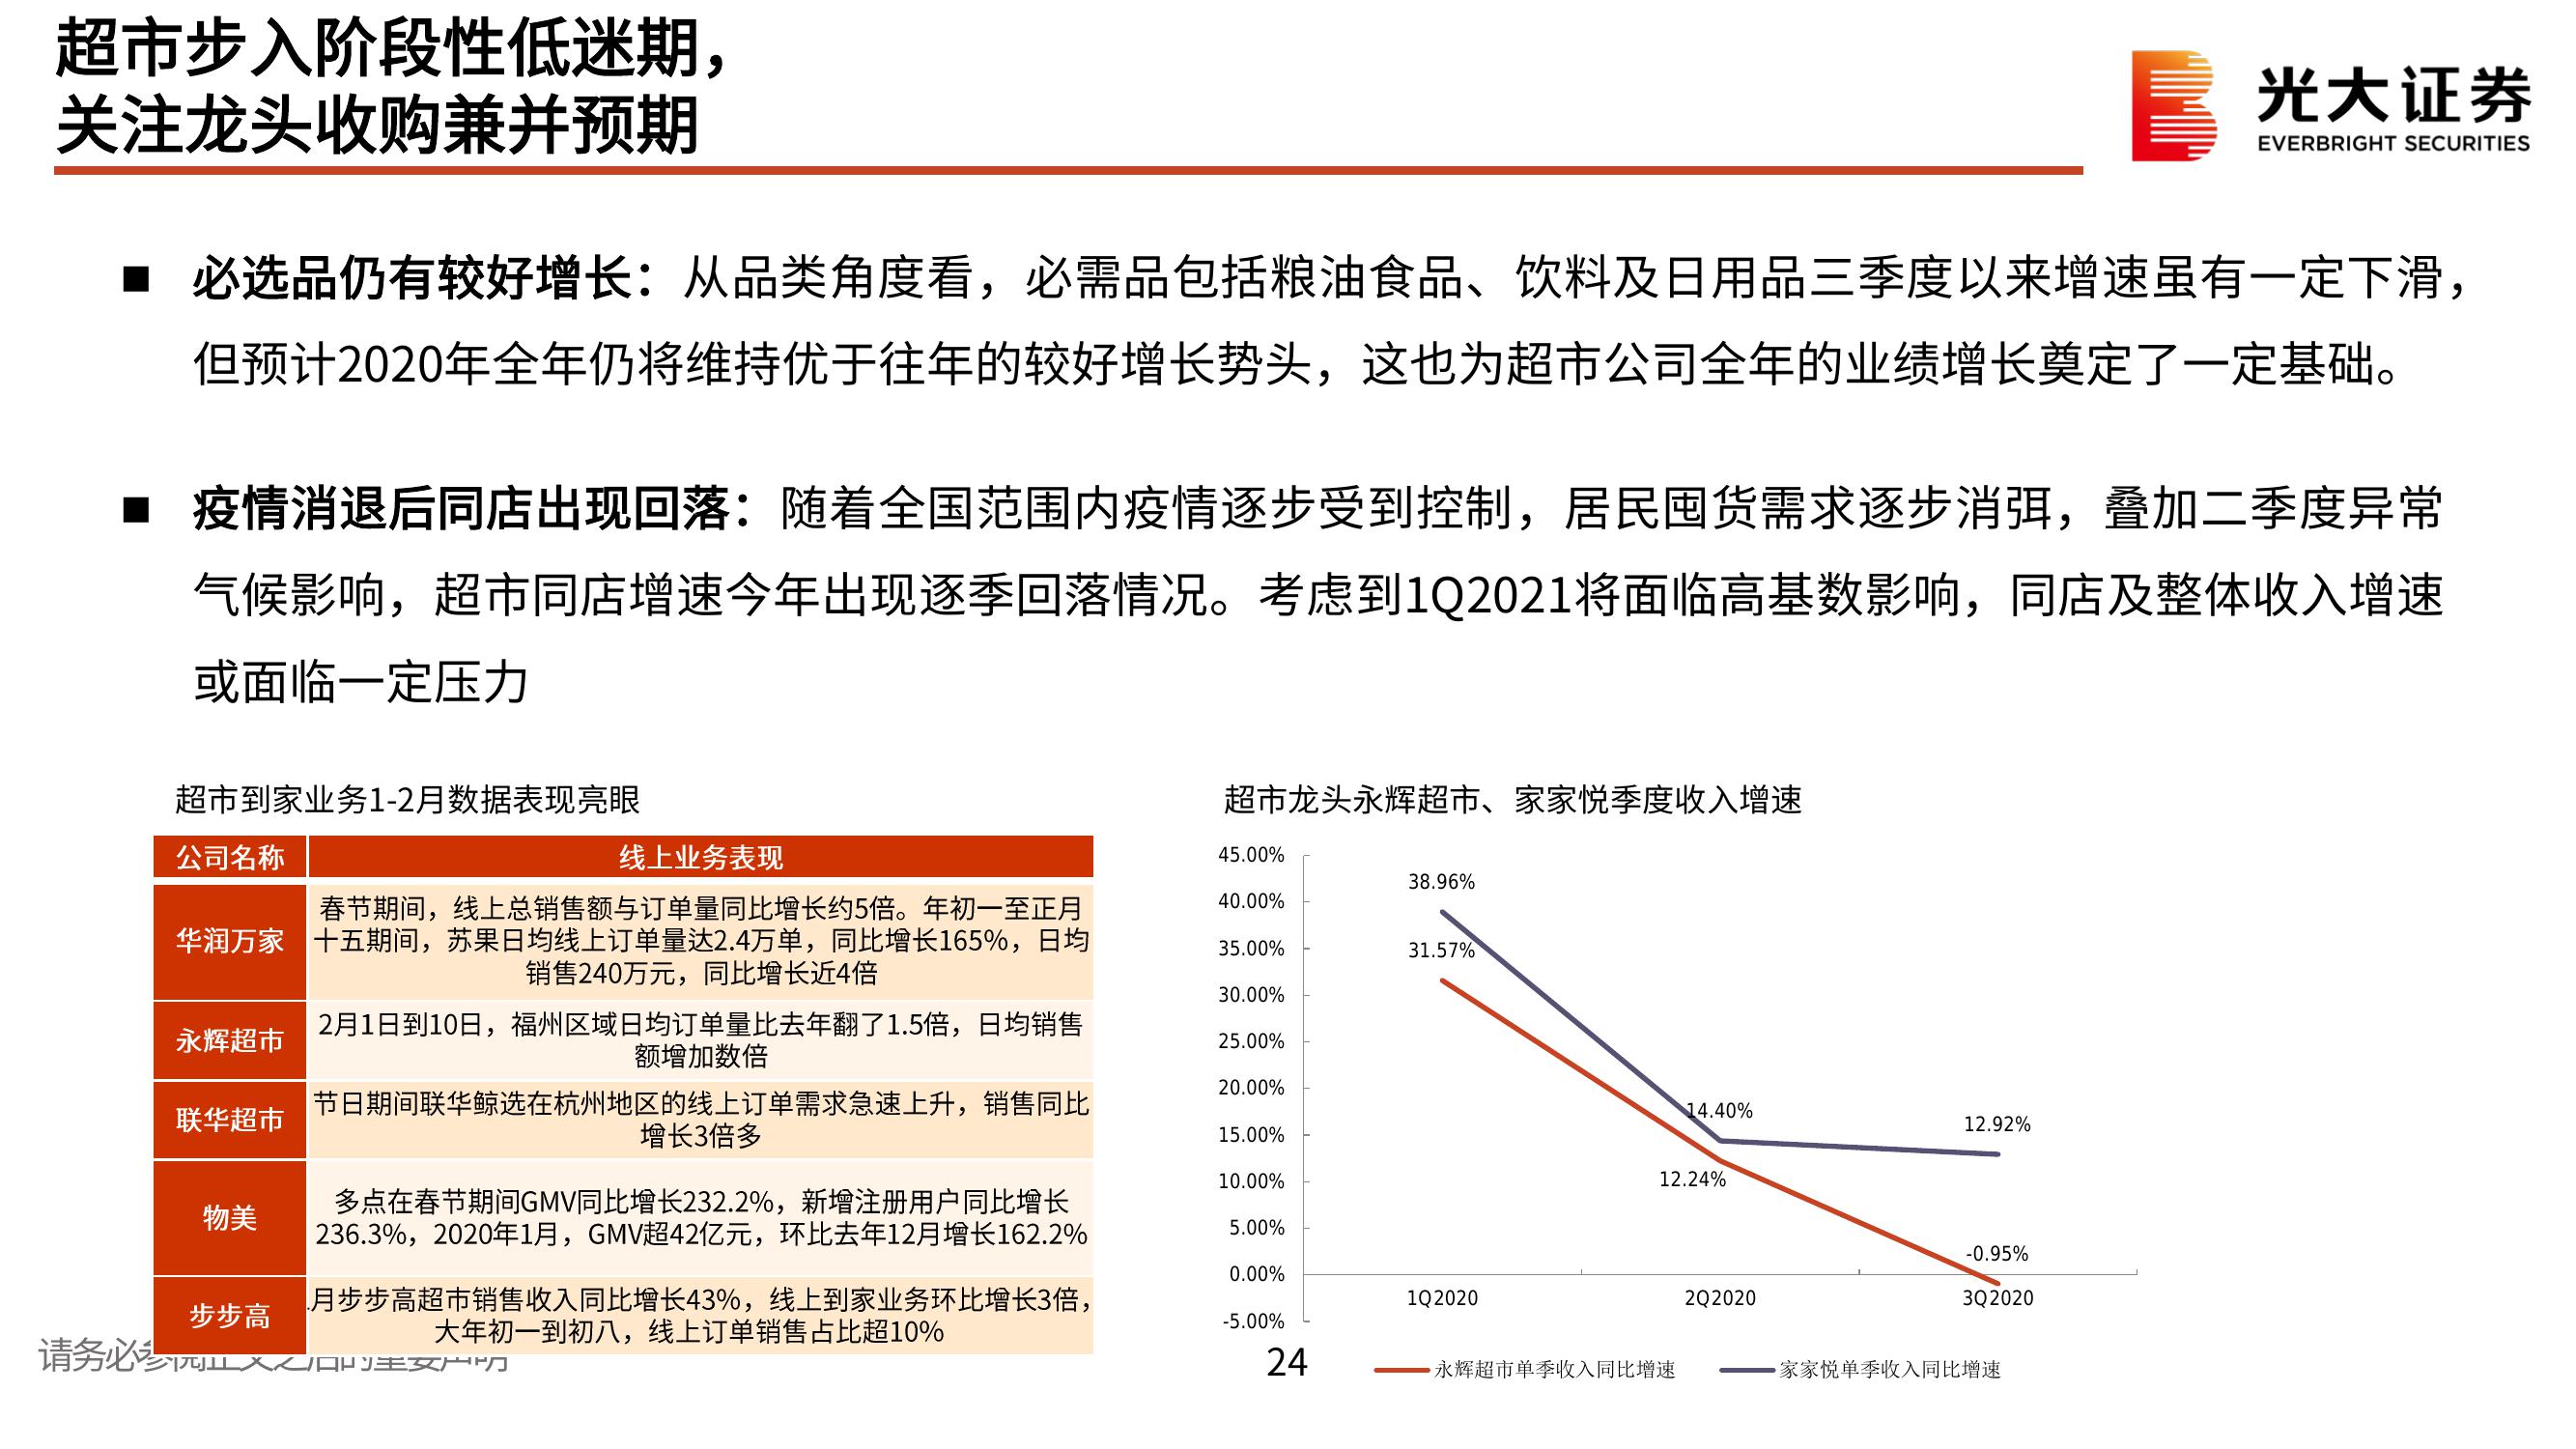 超市步入阶段性低迷期，
关注龙头收购兼并预期
光大证券
EVERBRIGHT SECURITIES
■ 必选品仍有较好增长：从品类角度看，必需品包括粮油食品、饮料及日用品三季度以来增速虽有一定下滑，
但预计2020年全年仍将维持优于往年的较好增长势头，这也为超市公司全年的业绩增长奠定了一定基础。
■ 疫情消退后同店出现回落：随着全国范围内疫情逐步受到控制，居民囤货需求逐步消弭，叠加二季度异常
气候影响，超市同店增速今年出现逐季回落情况。考虑到1Q2021将面临高基数影响，同店及整体收入增速
或面临一定压力
超市到家业务1-2月数据表现亮眼
公司名称 线上业务表现
华润万家
春节期间，线上总销售额与订单量同比增长约5倍。年初一至正月
十五期间，苏果日均线上订单量达2.4万单，同比增长165%，日均
销售240万元，同比增长近4倍
永辉超市
2月1日到10日，福州区域日均订单量比去年翻了1.5倍，日均销售
额增加数倍
联华超市
节日期间联华鲸选在杭州地区的线上订单需求急速上升，销售同比
增长3倍多
物美
多点在春节期间GMV同比增长232.2%，新增注册用户同比增长
236.3%，2020年1月，GMV超42亿元，环比去年12月增长162.2%
步步高
月步步高超市销售收入同比增长43%，线上到家业务环比增长3倍，
大年初一到初八，线上订单销售占比超10%
超市龙头永辉超市、家家悦季度收入增速
45.00%
40.00%
35.00%
30.00%
25.00%
20.00%
15.00%
10.00%
5.00%
0.00%
-5.00%
38.96%
31.57%
14.40%
12.24%
12.92%
-0.95%
1Q2020 2Q2020 3Q2020
永辉超市单季收入同比增速 家家悦单季收入同比增速
请务必参阅正文之后的重要声明
24